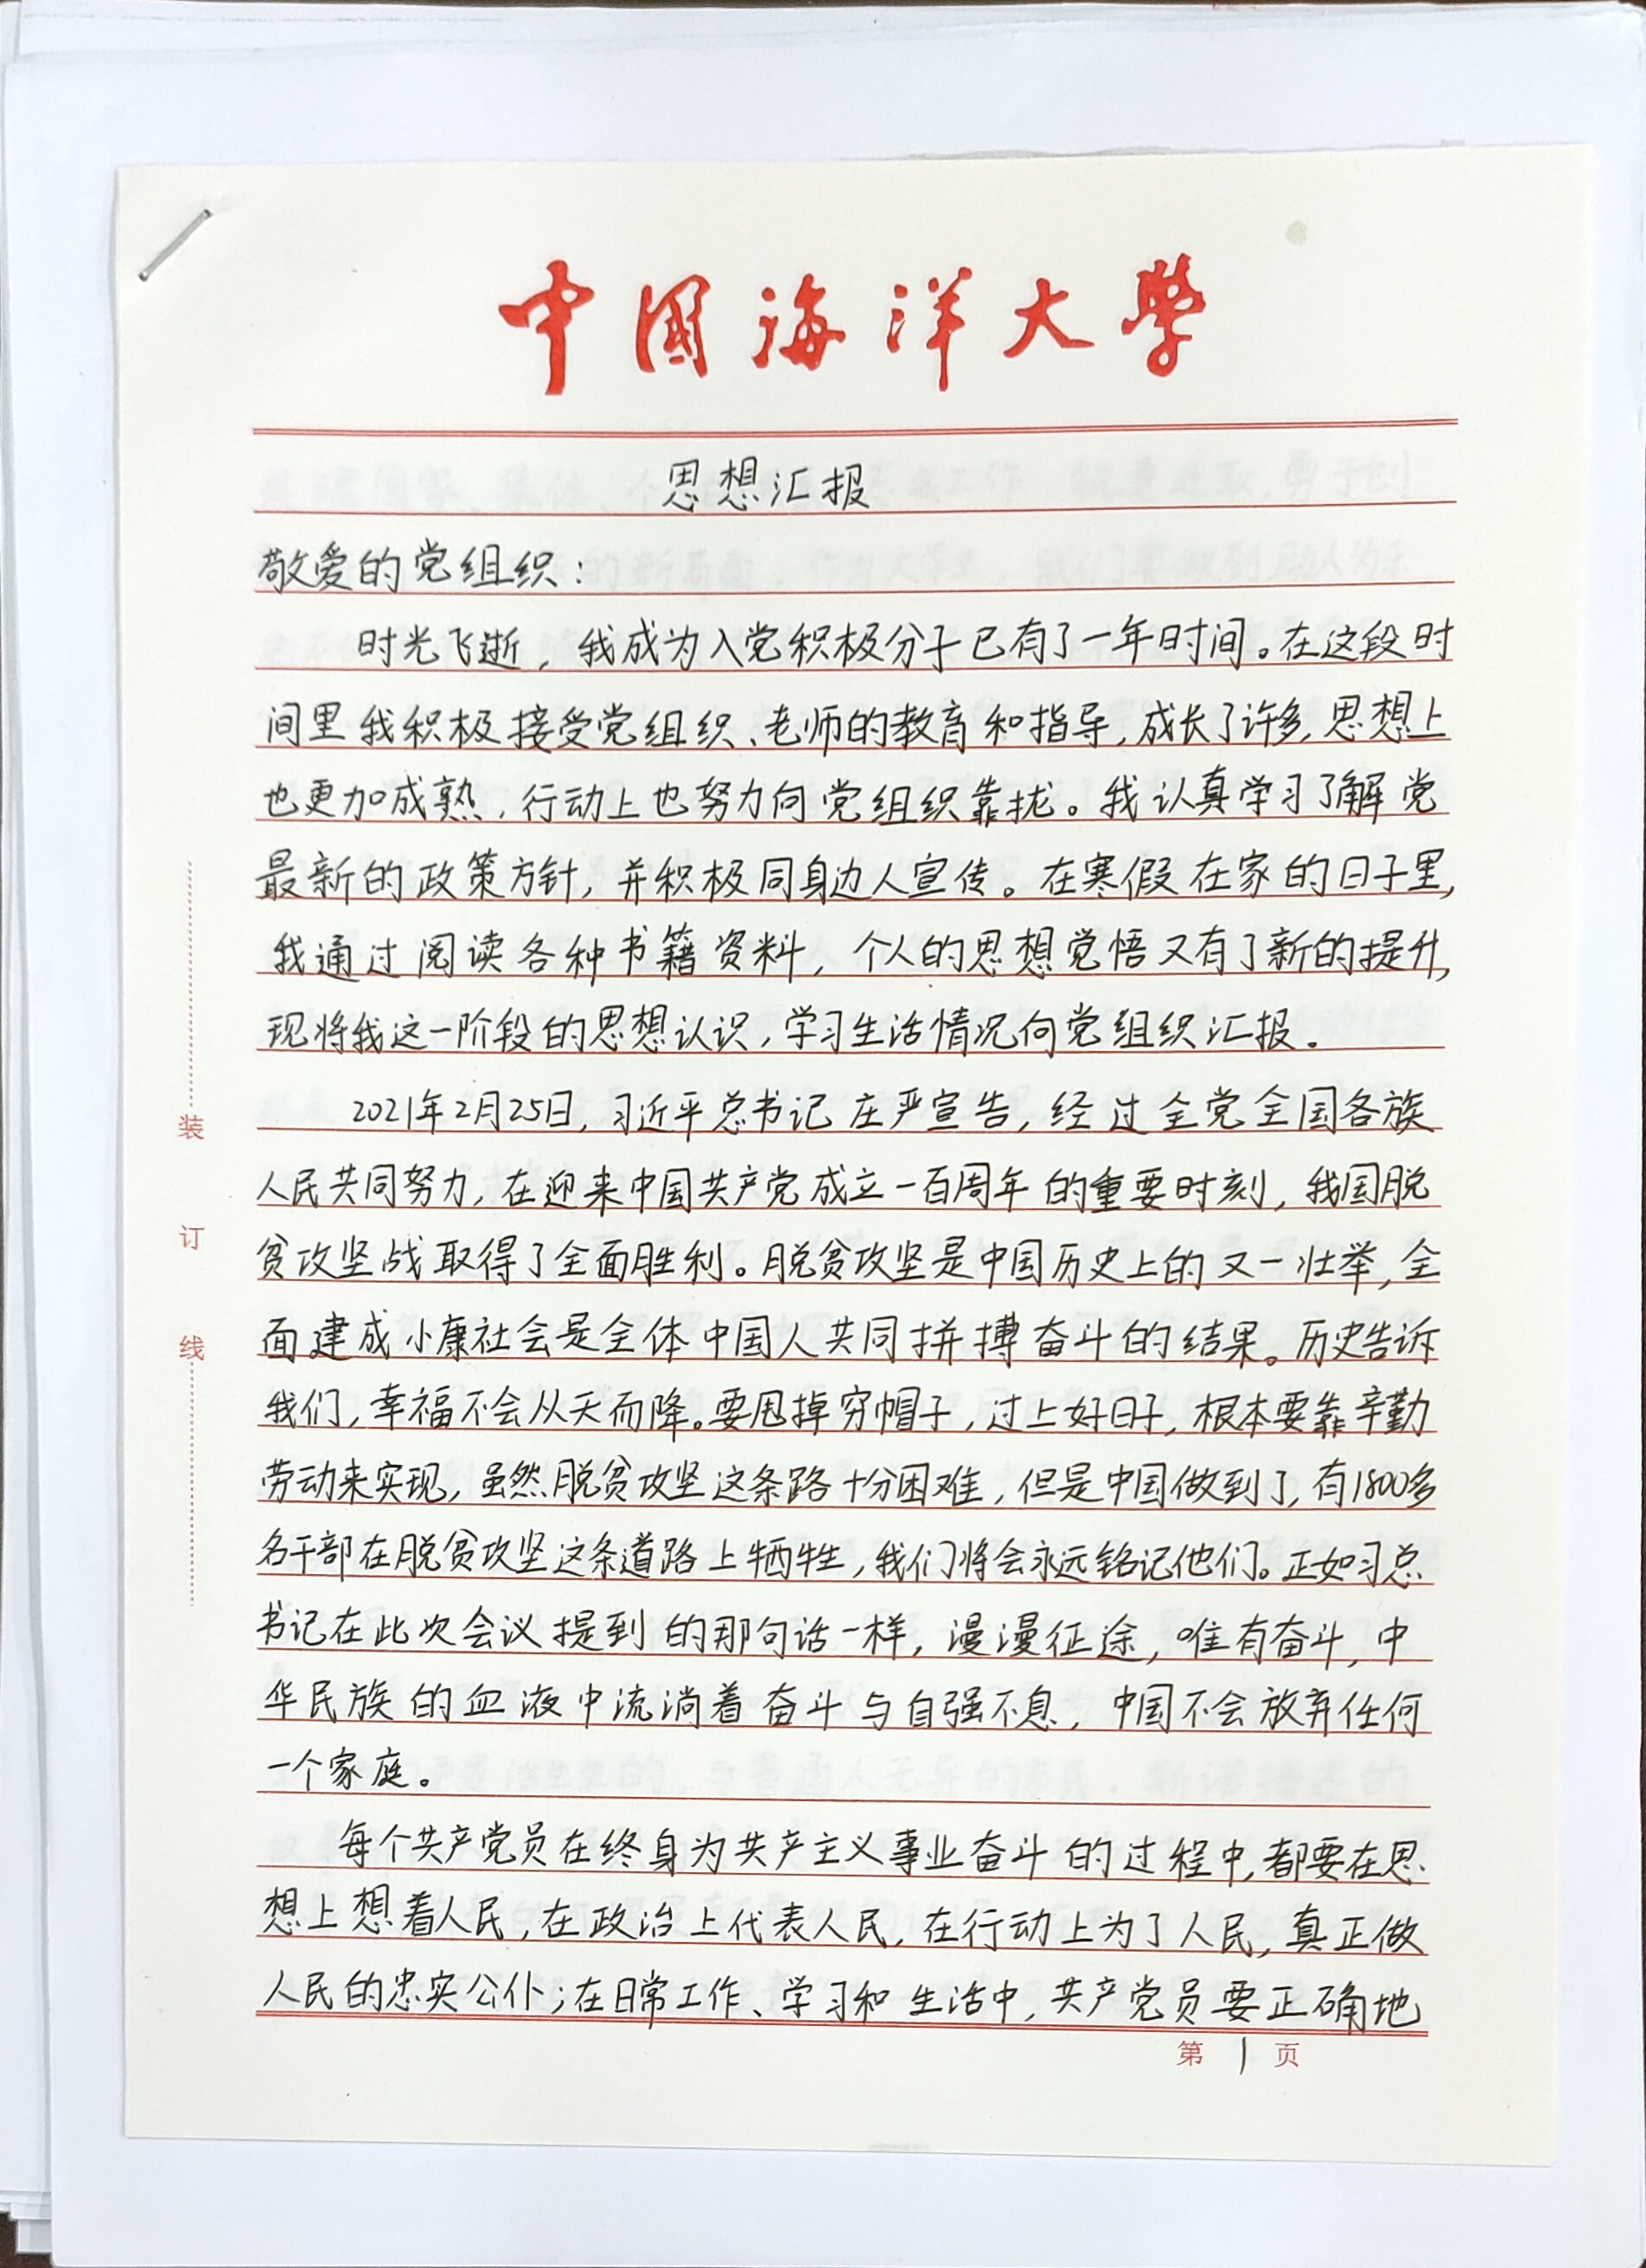 中国海洋大学
思想汇报
敬爱的党组织：
时光飞逝，我成为入党积极分子已有了一年时间。在这段时
间里我积极接受党组织、老师的教育和指导，成长了许多，思想上
也更加成熟，行动上也努力向党组织靠拢。我认真学习了解党
最新的政策方针，并积极同身边人宣传。在寒假在家的日子里，
我通过阅读各种书籍资料，个人的思想觉悟又有了新的提升，
现将我这一阶段的思想认识，学习生活情况向党组织汇报。
2021年2月25日，习近平总书记庄严宣告，经过全党全国各族
人民共同努力，在迎来中国共产党成立一百周年的重要时刻，我国脱
贫攻坚战取得了全面胜利。脱贫攻坚是中国历史上的又一壮举，全
面建成小康社会是全体中国人共同拼搏奋斗的结果。历史告诉
我们，幸福不会从天而降。要甩掉穷帽子，过上好日子，根本要靠辛勤
劳动来实现，虽然脱贫攻坚这条路十分困难，但是中国做到了，有1800多
名干部在脱贫攻坚这条道路上牺牲，我们将会永远铭记他们。正如习总
书记在此次会议提到的那句话一样，漫漫征途，唯有奋斗，中
华民族的血液中流淌着奋斗与自强不息，中国不会放弃任何
一个家庭。
每个共产党员在终身为共产主义事业奋斗的过程中，都要在思
想上想着人民，在政治上代表人民，在行动上为了人民，真正做
人民的忠实公仆；在日常工作、学习和生活中，共产党员要正确地
第1页
装
订
线